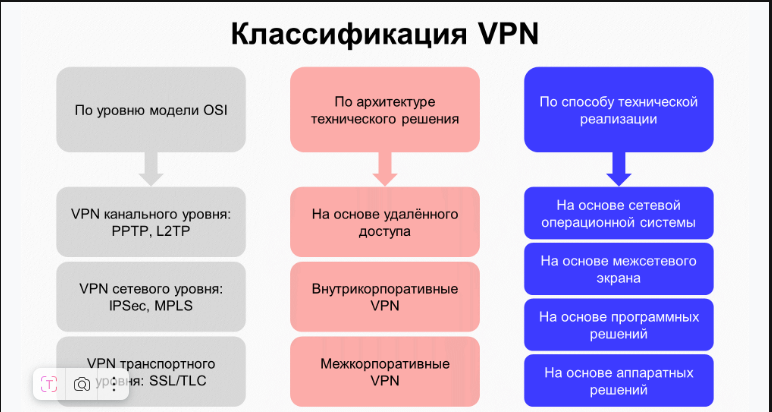 Классификация VPN
По уровню модели OSI
VPN канального уровня:
PPTP, L2TP
VPN сетевого уровня:
IPSec, MPLS
VPN транспортного
уровня: SSL/TLC
По архитектуре
технического решения
На основе удалённого
доступа
Внутрикорпоративные
VPN
Межкорпоративные
VPN
По способу технической
реализации
На основе сетевой
операционной системы
На основе межсетевого
экрана
На основе программных
решений
На основе аппаратных
решений